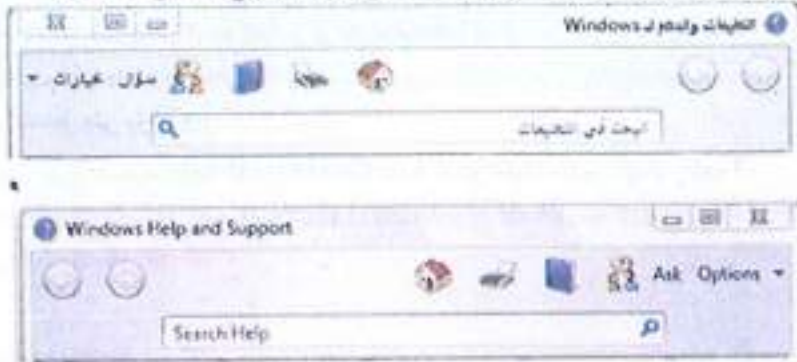 التعليمات والدعم لـ Windows
سؤال خيارات
ابحث في التعليمات
Windows Help and Support
Ask Options
Search Help